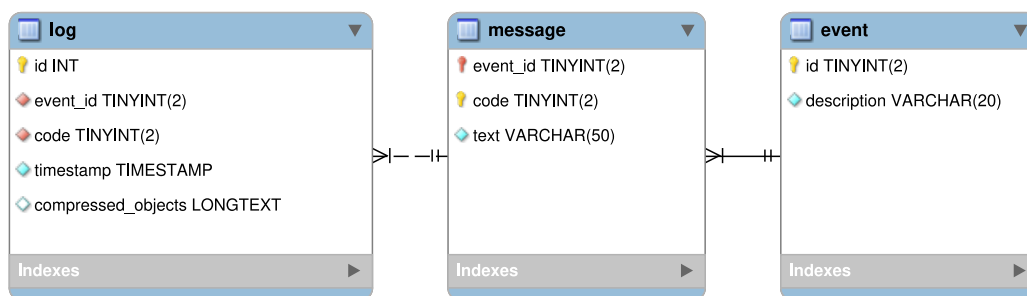 log
id INT
event_id TINYINT(2)
code TINYINT(2)
timestamp TIMESTAMP
compressed_objects LONGTEXT
Indexes
message
event_id TINYINT(2)
code TINYINT(2)
text VARCHAR(50)
Indexes
event
id TINYINT(2)
description VARCHAR(20)
Indexes